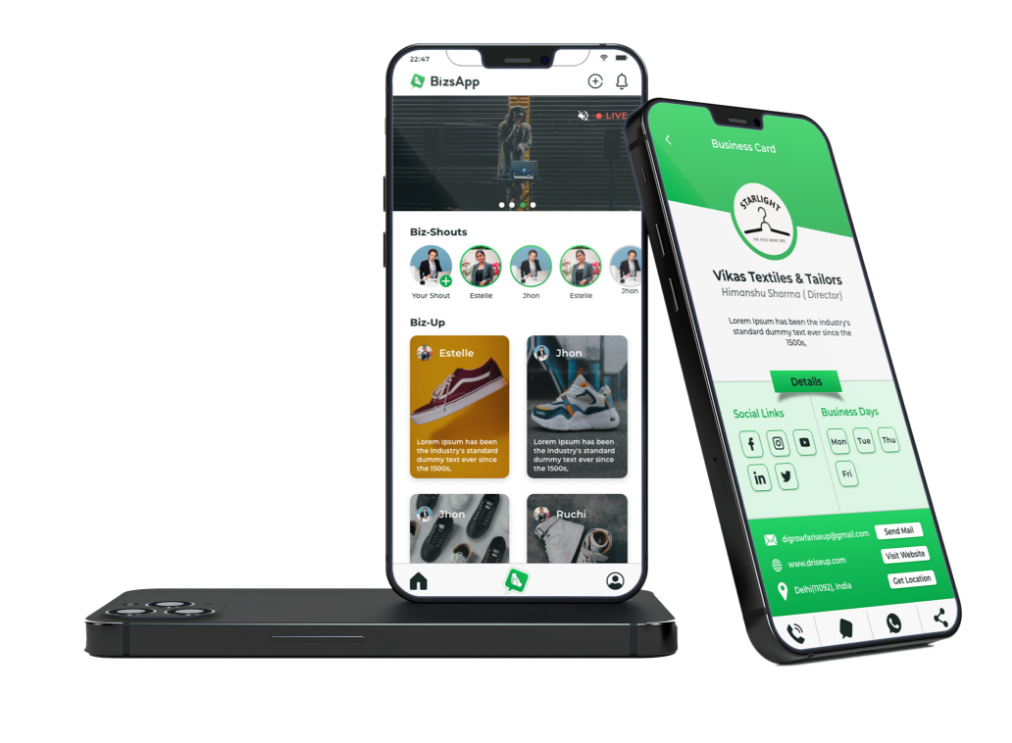 22:47
BizsApp
LIVE
Biz-Shouts
Your Shout
Estelle
Jhon
Estelle
Jhon
Biz-Up
Estelle
Lorem Ipsum has been
the industry's standard
dummy text ever since
the 1500s,
Jhon
Lorem Ipsum has been
the industry's standard
dummy text ever since
the 1500s,
Jhon
Ruchi
Business Card
STARLIGHT
Vikas Textiles & Tailors
Himanshu Sharma ( Director)
Lorem Ipsum has been the industry's
standard dummy text ever since the
1500s,
Details
Social Links
in
Business Days
Mon
Tue
Thu
Fri
digrowfariseup@gmail.com
Send Mail
www.driseup.com
Visit Website
Delhi(11092), India
Get Location